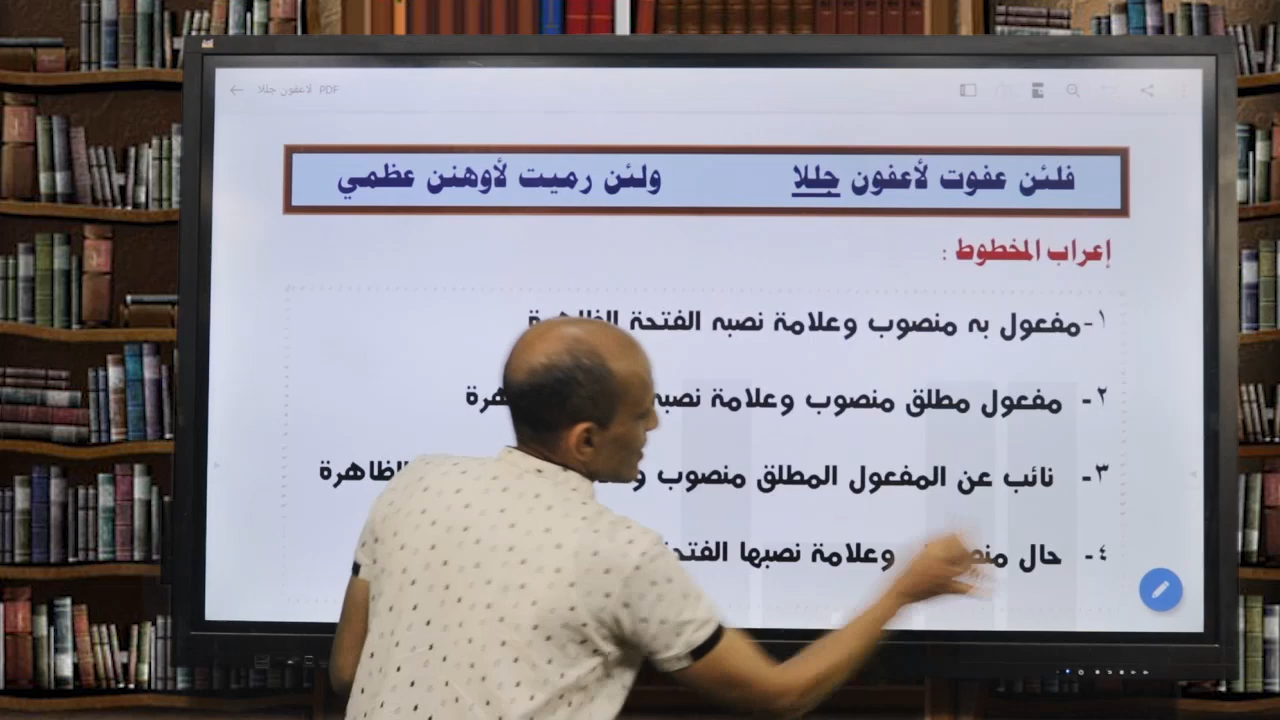 لاعفون جللا PDF
فلئن عفوت لأعفون جللا ولئن رميت لأوهنن عظمي
إعراب المخطوط :
١- مفعول به منصوب وعلامة نصبه الفتحة
٢- مفعول مطلق منصوب وعلامة
٣- نائب عن المفعول المطلق منصوب الظاهرة
٤- حال وعلامة نصبها